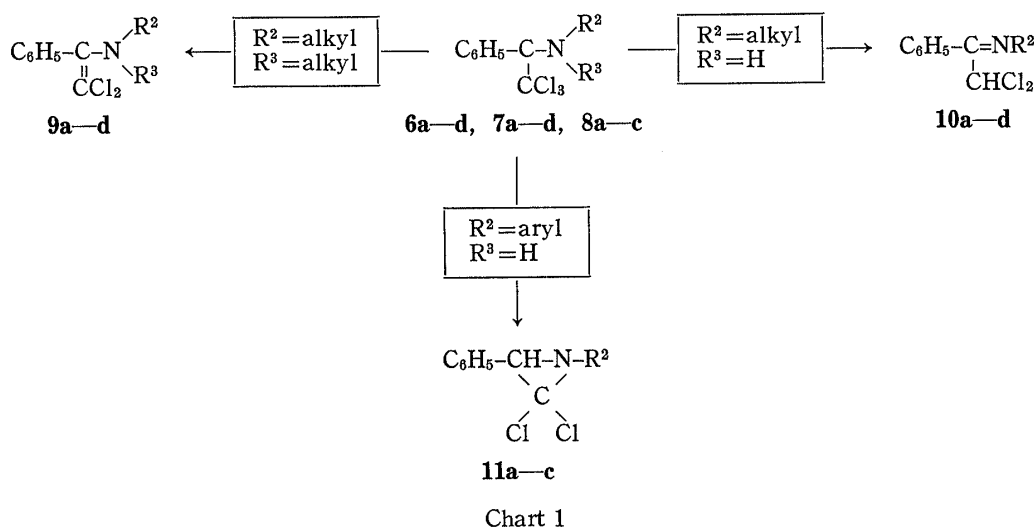 C₆H₅–C–N
R²
R³
CCl₂
9a—d
R²=alkyl
R³=alkyl
C₆H₅–C–N
R²
R³
CCl₃
6a—d, 7a—d, 8a—c
R²=alkyl
R³=H
C₆H₅–C=NR²
CHCl₂
10a—d
R²=aryl
R³=H
C₆H₅–CH–N–R²
C
Cl Cl
11a—c
Chart 1